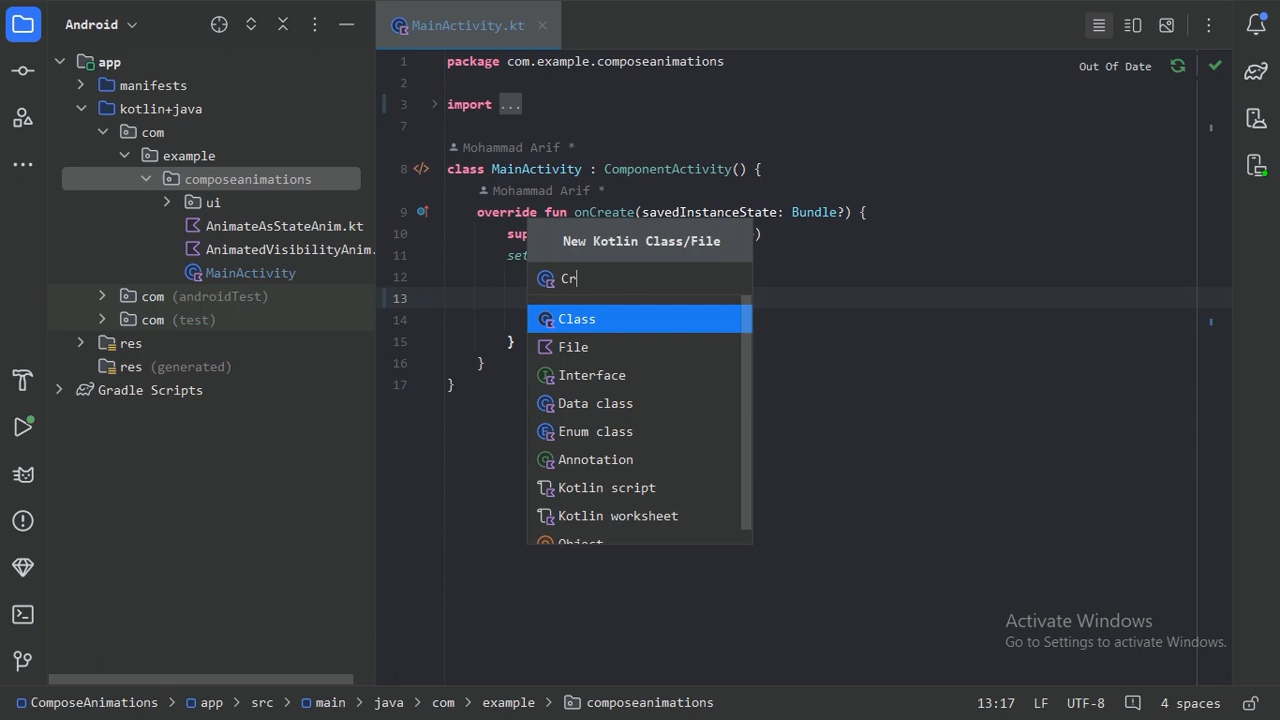 Android
MainActivity.kt
app
manifests
kotlin+java
com
example
composeanimations
ui
AnimateAsStateAnim.kt
AnimatedVisibilityAnim.
MainActivity
com (androidTest)
com (test)
res
res (generated)
Gradle Scripts
Out Of Date
1 package com.example.composeanimations
2
3 import ...
7
Mohammad Arif *
8 class MainActivity : ComponentActivity() {
Mohammad Arif *
9 override fun onCreate(savedInstanceState: Bundle?) {
10 sup )
11 set
12
13
14
15 }
16 }
17 }
New Kotlin Class/File
Cr
Class
File
Interface
Data class
Enum class
Annotation
Kotlin script
Kotlin worksheet
Object
Activate Windows
Go to Settings to activate Windows.
ComposeAnimations > app > src > main > java > com > example > composeanimations
13:17 LF UTF-8 4 spaces